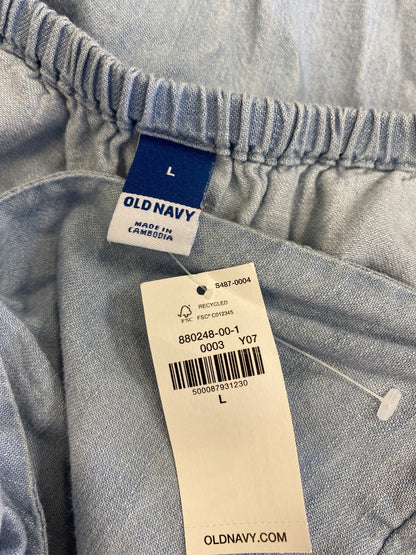 L
OLD NAVY
MADE IN
CAMBODIA
S487-0004
RECYCLED
FSC
FSC® C012345
880248-00-1
0003 Y07
500087931230
L
OLDNAVY.COM